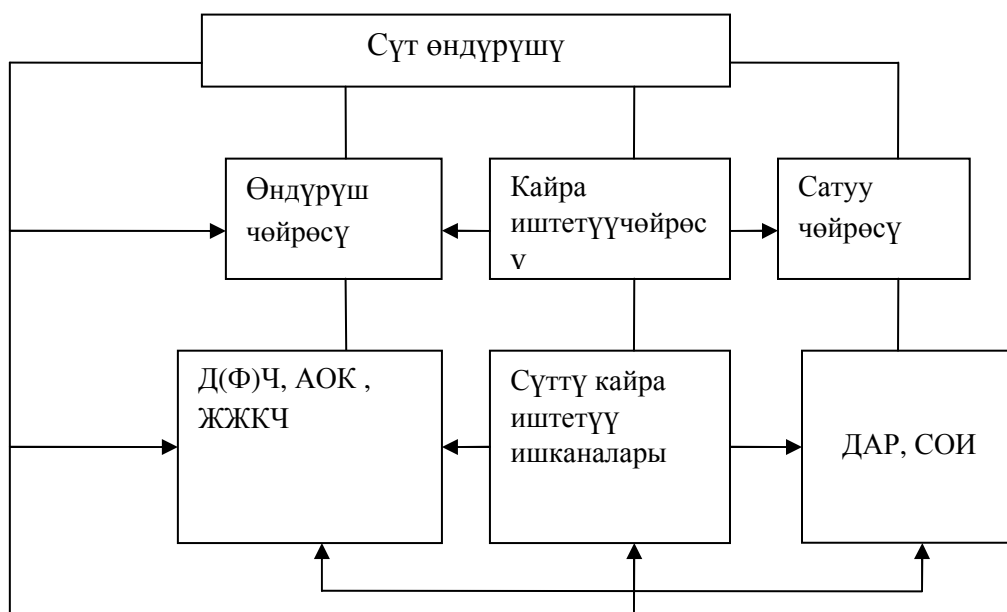 Сүт өндүрүшү
Өндүрүш
чөйрөсү
Кайра
иштетүүчөйрөс
ү
Сатуу
чөйрөсү
Д(Ф)Ч, АОК ,
ЖЖКЧ
Сүттү кайра
иштетүү
ишканалары
ДАР, СОИ